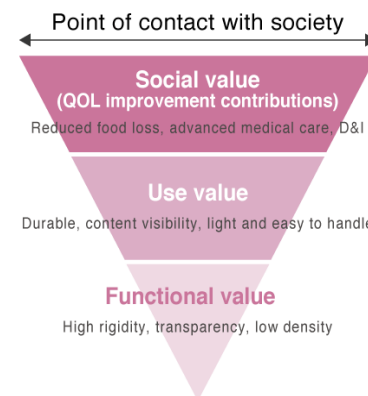 Point of contact with society
Social value
(QOL improvement contributions)
Reduced food loss, advanced medical care, D&I
Use value
Durable, content visibility, light and easy to handle
Functional value
High rigidity, transparency, low density